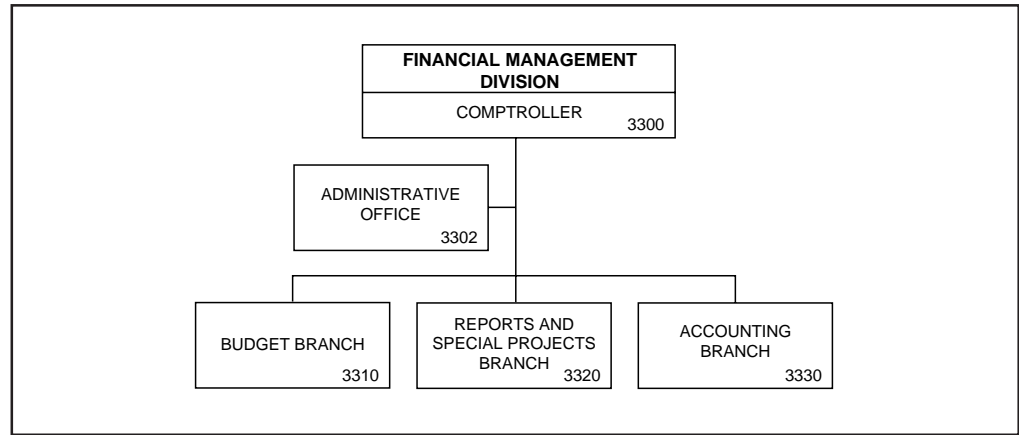 FINANCIAL MANAGEMENT
DIVISION
COMPTROLLER
3300
ADMINISTRATIVE
OFFICE
3302
BUDGET BRANCH
3310
REPORTS AND
SPECIAL PROJECTS
BRANCH
3320
ACCOUNTING
BRANCH
3330